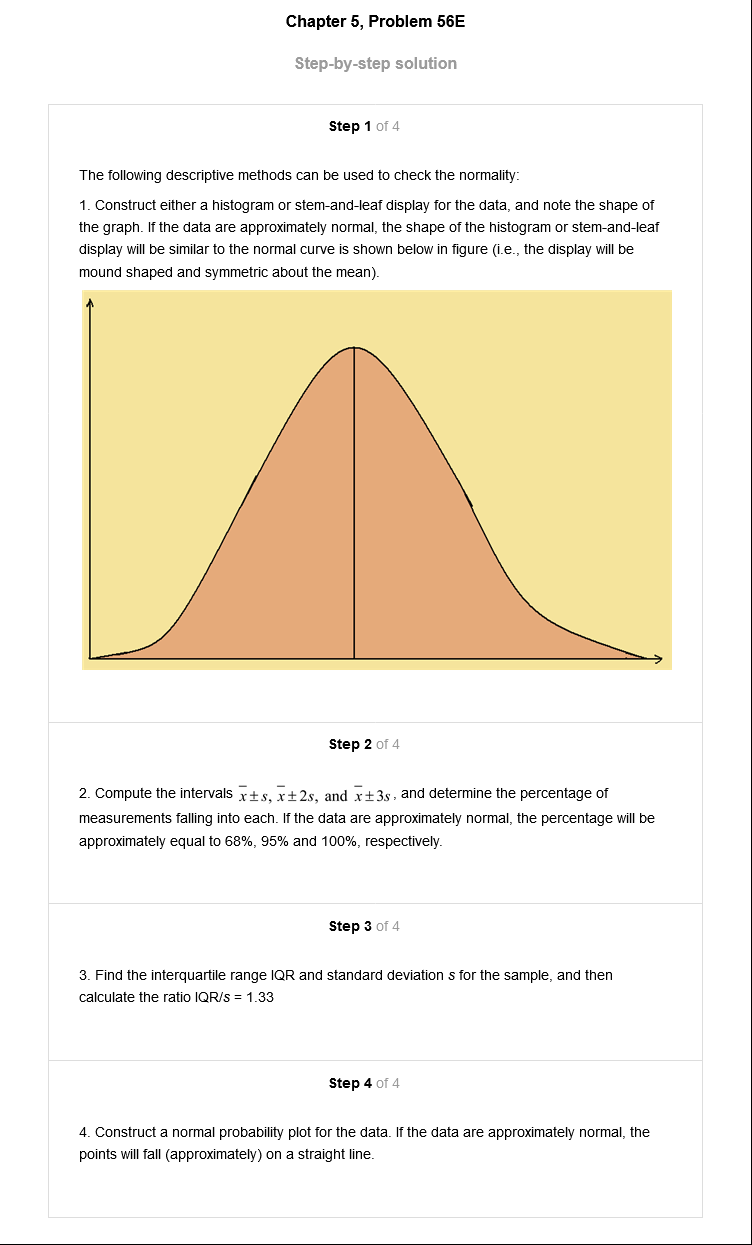 Chapter 5, Problem 56E
Step-by-step solution
Step 1 of 4
The following descriptive methods can be used to check the normality:
1. Construct either a histogram or stem-and-leaf display for the data, and note the shape of
the graph. If the data are approximately normal, the shape of the histogram or stem-and-leaf
display will be similar to the normal curve is shown below in figure (i.e., the display will be
mound shaped and symmetric about the mean).
Step 2 of 4
2. Compute the intervals x̄ ± s, x̄ ± 2s, and x̄ ± 3s, and determine the percentage of
measurements falling into each. If the data are approximately normal, the percentage will be
approximately equal to 68%, 95% and 100%, respectively.
Step 3 of 4
3. Find the interquartile range IQR and standard deviation s for the sample, and then
calculate the ratio IQR/s = 1.33
Step 4 of 4
4. Construct a normal probability plot for the data. If the data are approximately normal, the
points will fall (approximately) on a straight line.